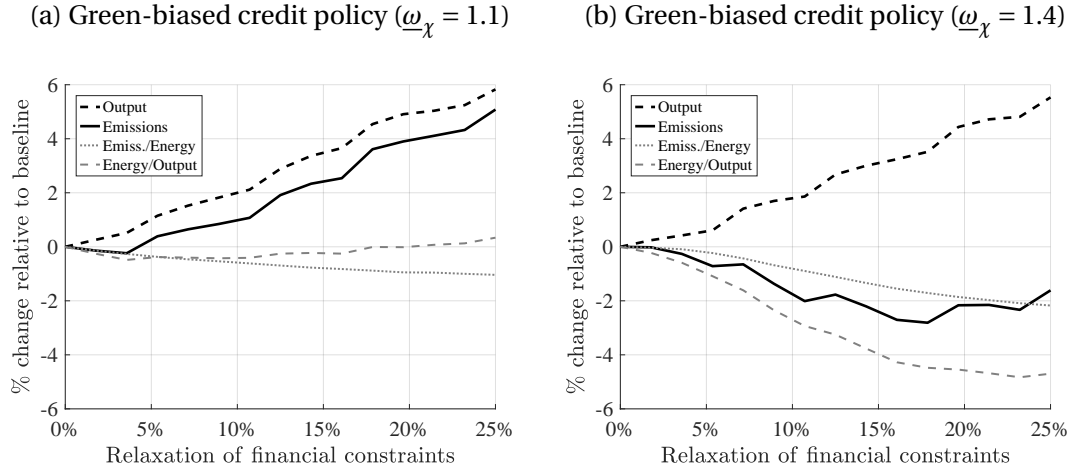 (a) Green-biased credit policy (ω_χ = 1.1)
% change relative to baseline
6
4
2
0
-2
-4
-6
Output
Emissions
Emiss./Energy
Energy/Output
0% 5% 10% 15% 20% 25%
Relaxation of financial constraints
(b) Green-biased credit policy (ω_χ = 1.4)
% change relative to baseline
6
4
2
0
-2
-4
-6
Output
Emissions
Emiss./Energy
Energy/Output
0% 5% 10% 15% 20% 25%
Relaxation of financial constraints